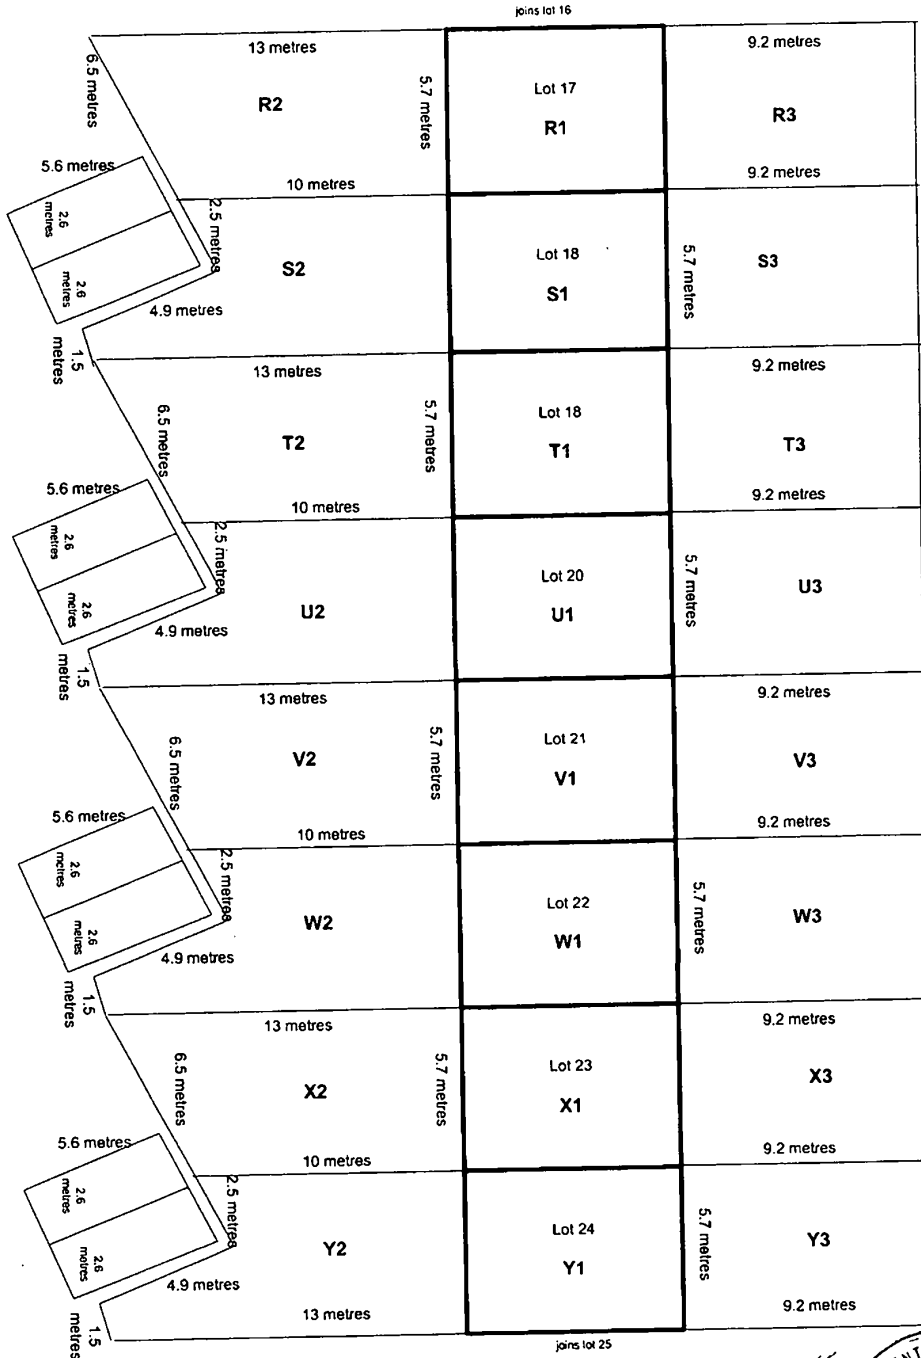 joins lot 16
13 metres
9.2 metres
6.5 metres
R2
5.7 metres
Lot 17
R1
R3
5.6 metres
10 metres
9.2 metres
2.6 metres
2.6 metres
2.5 metres
S2
Lot 18
S1
5.7 metres
S3
4.9 metres
1.5 metres
13 metres
9.2 metres
6.5 metres
T2
5.7 metres
Lot 18
T1
T3
5.6 metres
10 metres
9.2 metres
2.6 metres
2.6 metres
2.5 metres
U2
Lot 20
U1
5.7 metres
U3
4.9 metres
1.5 metres
13 metres
9.2 metres
6.5 metres
V2
5.7 metres
Lot 21
V1
V3
5.6 metres
10 metres
9.2 metres
2.6 metres
2.6 metres
2.5 metres
W2
Lot 22
W1
5.7 metres
W3
4.9 metres
1.5 metres
13 metres
9.2 metres
6.5 metres
X2
5.7 metres
Lot 23
X1
X3
5.6 metres
10 metres
9.2 metres
2.6 metres
2.6 metres
2.5 metres
Y2
Lot 24
Y1
5.7 metres
Y3
4.9 metres
1.5 metres
13 metres
9.2 metres
joins lot 25